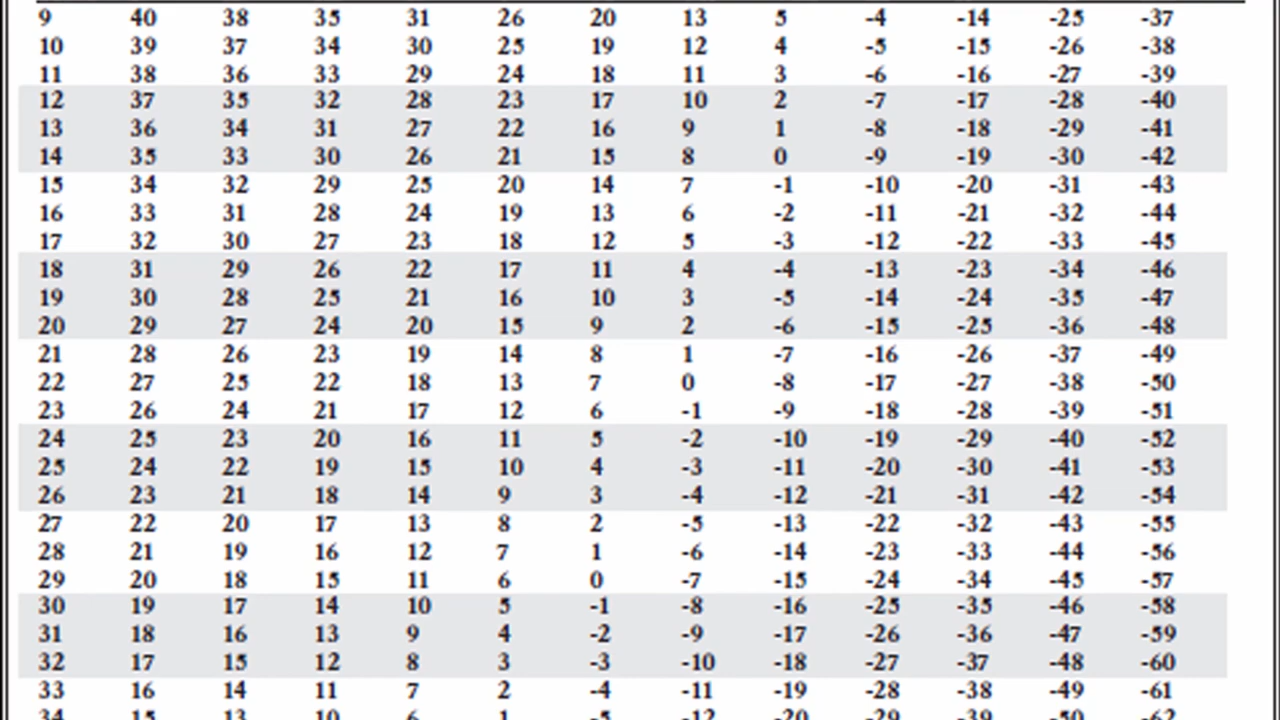 9 40 38 35 31 26 20 13 5 -4 -14 -25 -37
10 39 37 34 30 25 19 12 4 -5 -15 -26 -38
11 38 36 33 29 24 18 11 3 -6 -16 -27 -39
12 37 35 32 28 23 17 10 2 -7 -17 -28 -40
13 36 34 31 27 22 16 9 1 -8 -18 -29 -41
14 35 33 30 26 21 15 8 0 -9 -19 -30 -42
15 34 32 29 25 20 14 7 -1 -10 -20 -31 -43
16 33 31 28 24 19 13 6 -2 -11 -21 -32 -44
17 32 30 27 23 18 12 5 -3 -12 -22 -33 -45
18 31 29 26 22 17 11 4 -4 -13 -23 -34 -46
19 30 28 25 21 16 10 3 -5 -14 -24 -35 -47
20 29 27 24 20 15 9 2 -6 -15 -25 -36 -48
21 28 26 23 19 14 8 1 -7 -16 -26 -37 -49
22 27 25 22 18 13 7 0 -8 -17 -27 -38 -50
23 26 24 21 17 12 6 -1 -9 -18 -28 -39 -51
24 25 23 20 16 11 5 -2 -10 -19 -29 -40 -52
25 24 22 19 15 10 4 -3 -11 -20 -30 -41 -53
26 23 21 18 14 9 3 -4 -12 -21 -31 -42 -54
27 22 20 17 13 8 2 -5 -13 -22 -32 -43 -55
28 21 19 16 12 7 1 -6 -14 -23 -33 -44 -56
29 20 18 15 11 6 0 -7 -15 -24 -34 -45 -57
30 19 17 14 10 5 -1 -8 -16 -25 -35 -46 -58
31 18 16 13 9 4 -2 -9 -17 -26 -36 -47 -59
32 17 15 12 8 3 -3 -10 -18 -27 -37 -48 -60
33 16 14 11 7 2 -4 -11 -19 -28 -38 -49 -61
34 15 13 10 6 1 -5 -12 -20 -29 -39 -50 -62